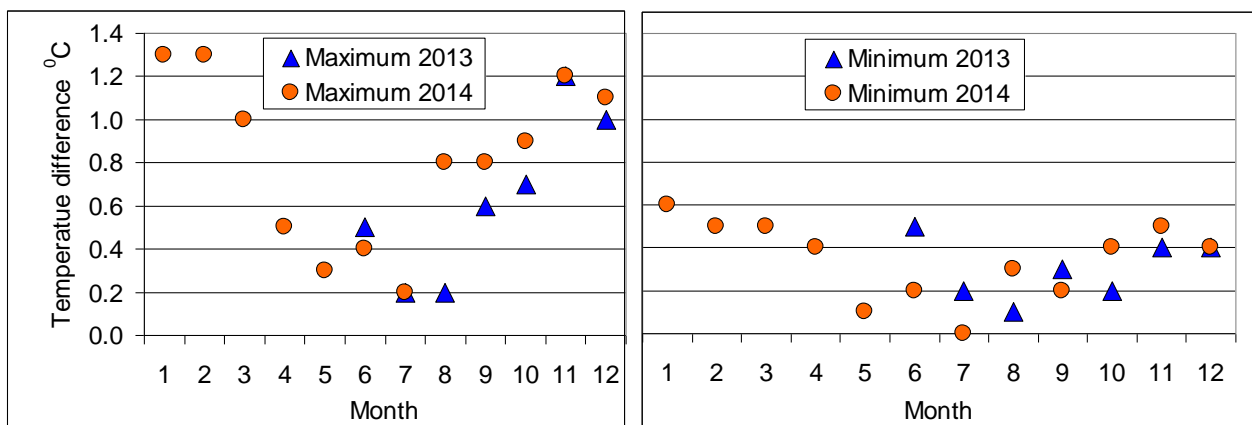 Temperatue difference ⁰C
1.4
1.2
1.0
0.8
0.6
0.4
0.2
0.0
Maximum 2013
Maximum 2014
1 2 3 4 5 6 7 8 9 10 11 12
Month
Minimum 2013
Minimum 2014
1 2 3 4 5 6 7 8 9 10 11 12
Month